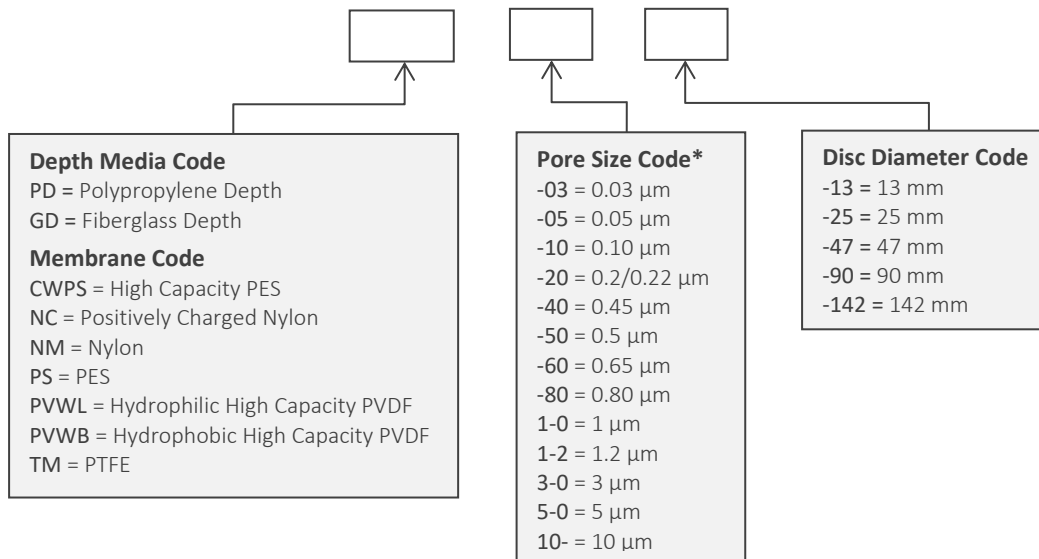 Depth Media Code
PD = Polypropylene Depth
GD = Fiberglass Depth
Membrane Code
CWPS = High Capacity PES
NC = Positively Charged Nylon
NM = Nylon
PS = PES
PVWL = Hydrophilic High Capacity PVDF
PVWB = Hydrophobic High Capacity PVDF
TM = PTFE
Pore Size Code*
-03 = 0.03 µm
-05 = 0.05 µm
-10 = 0.10 µm
-20 = 0.2/0.22 µm
-40 = 0.45 µm
-50 = 0.5 µm
-60 = 0.65 µm
-80 = 0.80 µm
1-0 = 1 µm
1-2 = 1.2 µm
3-0 = 3 µm
5-0 = 5 µm
10- = 10 µm
Disc Diameter Code
-13 = 13 mm
-25 = 25 mm
-47 = 47 mm
-90 = 90 mm
-142 = 142 mm